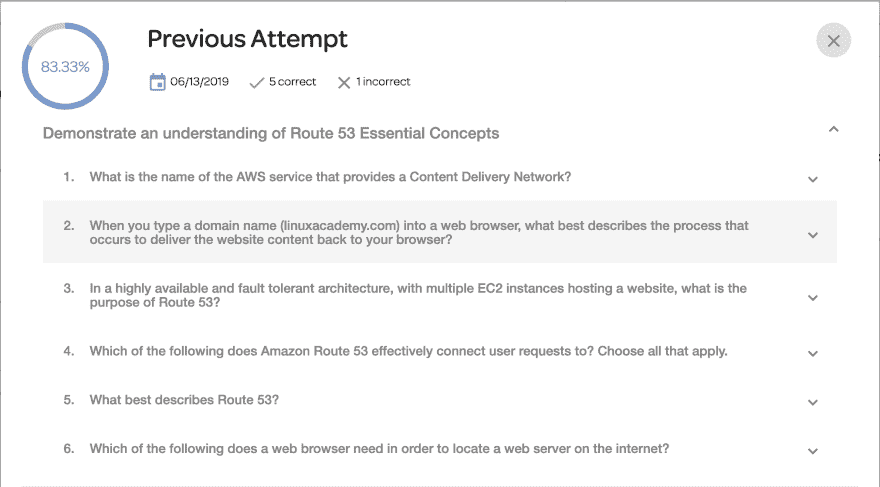 83.33%
Previous Attempt
06/13/2019 5 correct 1 incorrect
Demonstrate an understanding of Route 53 Essential Concepts
1. What is the name of the AWS service that provides a Content Delivery Network?
2. When you type a domain name (linuxacademy.com) into a web browser, what best describes the process that
occurs to deliver the website content back to your browser?
3. In a highly available and fault tolerant architecture, with multiple EC2 instances hosting a website, what is the
purpose of Route 53?
4. Which of the following does Amazon Route 53 effectively connect user requests to? Choose all that apply.
5. What best describes Route 53?
6. Which of the following does a web browser need in order to locate a web server on the internet?